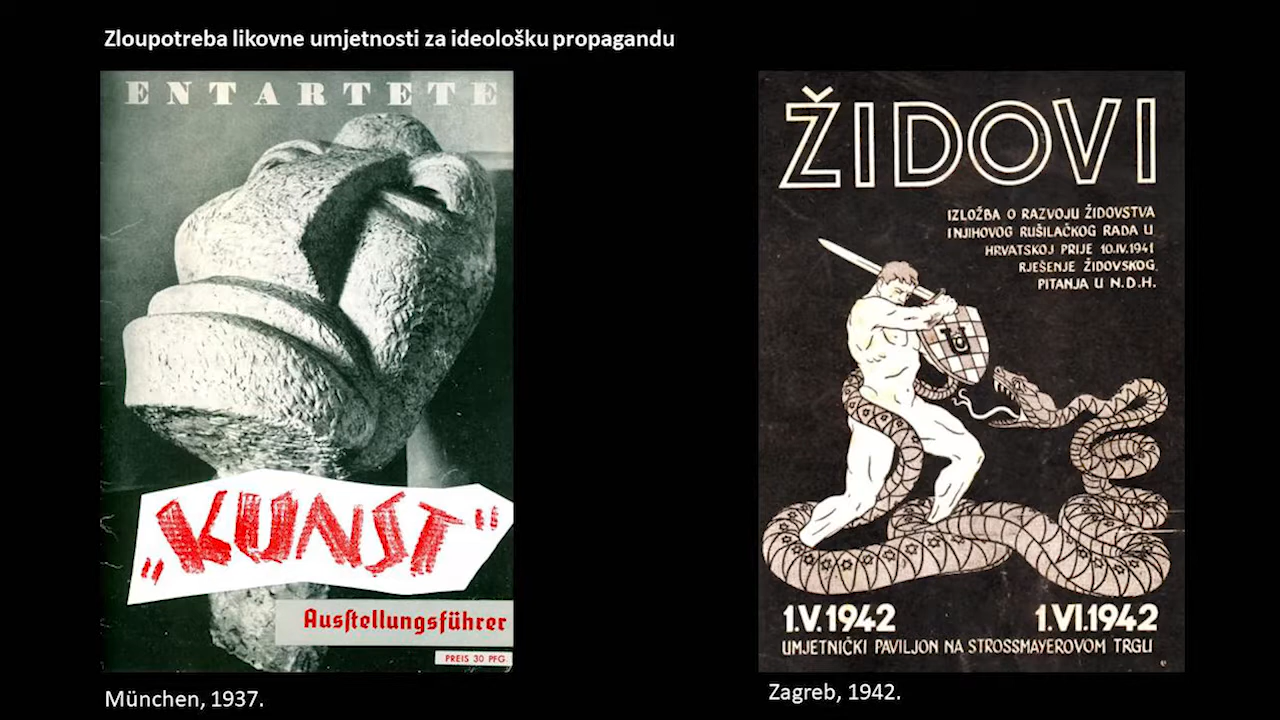 Zloupotreba likovne umjetnosti za ideološku propagandu
ENTARTETE
„KUNST"
Ausſtellungsführer
PREIS 30 PFG.
München, 1937.
ŽIDOVI
IZLOŽBA O RAZVOJU ŽIDOVSTVA
I NJIHOVOG RUŠILAČKOG RADA U
HRVATSKOJ PRIJE 10.IV.1941
RJEŠENJE ŽIDOVSKOG
PITANJA U N.D.H.
U
1.V.1942 1.VI.1942
UMJETNIČKI PAVILJON NA STROSSMAYEROVOM TRGU
Zagreb, 1942.